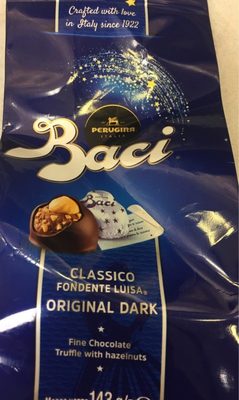 Crafted with love
in Italy since 1922
PERUGINA
ITALIA
Baci
Baci
CLASSICO
FONDENTE LUISA®
ORIGINAL DARK
Fine Chocolate
Truffle with hazelnuts
143 g